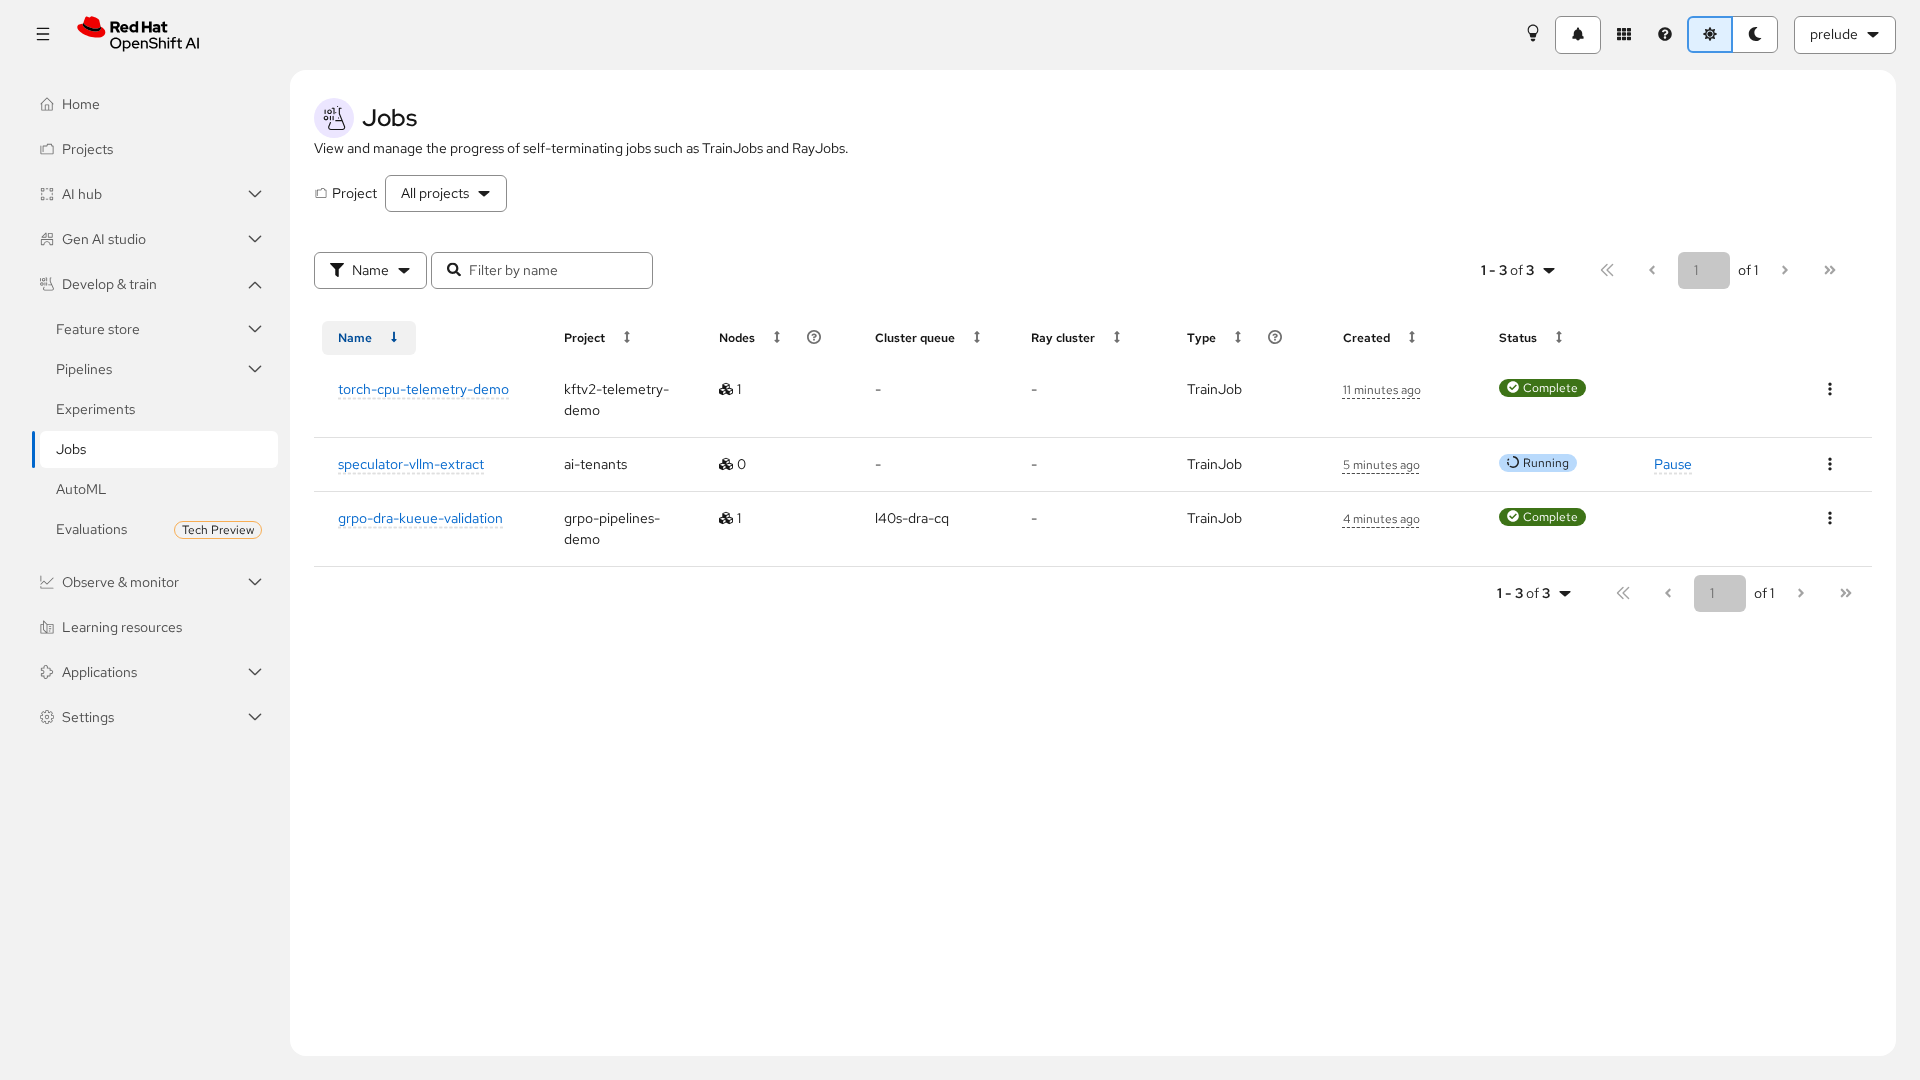 Red Hat
OpenShift AI
prelude
Home
Projects
AI hub
Gen AI studio
Develop & train
Feature store
Pipelines
Experiments
Jobs
AutoML
Evaluations Tech Preview
Observe & monitor
Learning resources
Applications
Settings
Jobs
View and manage the progress of self-terminating jobs such as TrainJobs and RayJobs.
Project All projects
Name Filter by name 1 - 3 of 3 1 of 1
Name Project Nodes Cluster queue Ray cluster Type Created Status
torch-cpu-telemetry-demo kftv2-telemetry- 1 - - TrainJob 11 minutes ago Complete
demo
speculator-vllm-extract ai-tenants 0 - - TrainJob 5 minutes ago Running Pause
grpo-dra-kueue-validation grpo-pipelines- 1 l40s-dra-cq - TrainJob 4 minutes ago Complete
demo
1 - 3 of 3 1 of 1